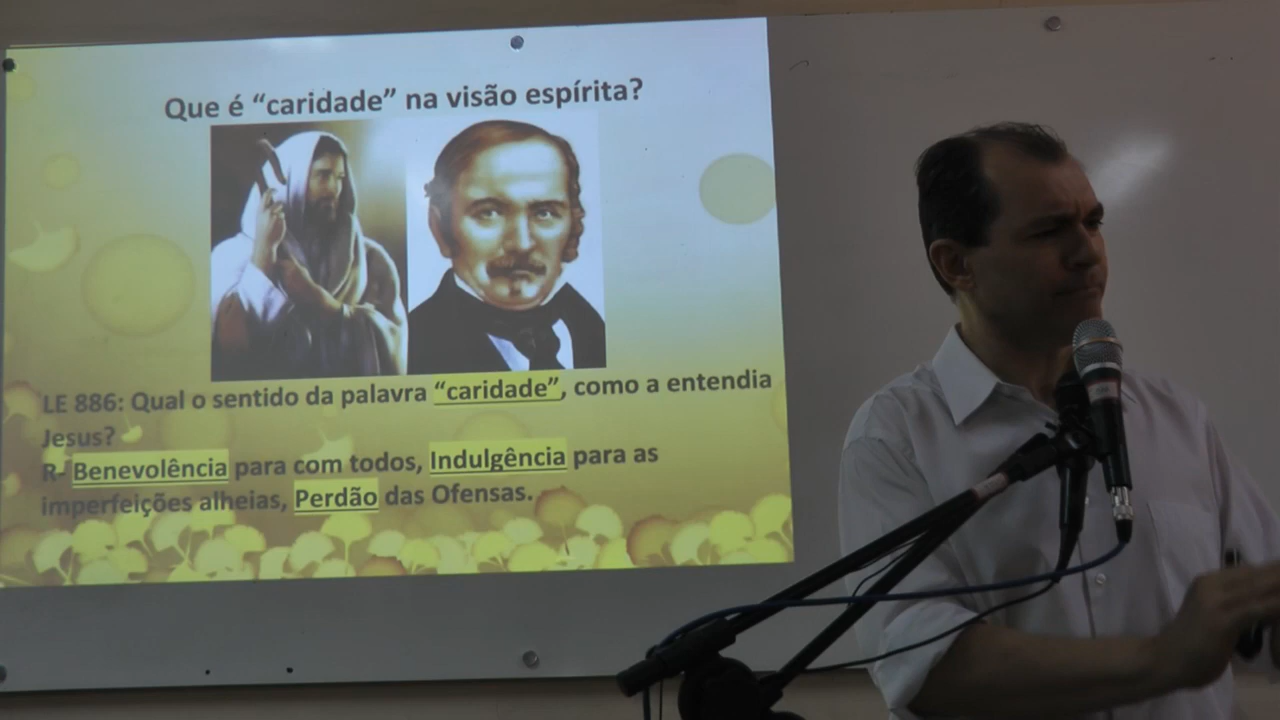 Que é “caridade” na visão espírita?
LE 886: Qual o sentido da palavra “caridade”, como a entendia
Jesus?
R- Benevolência para com todos, Indulgência para as
imperfeições alheias, Perdão das Ofensas.